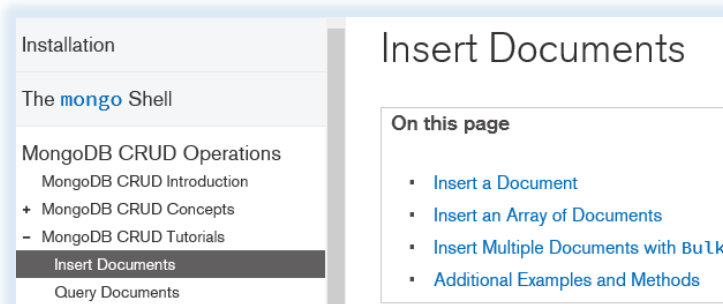 Installation
The mongo Shell
MongoDB CRUD Operations
MongoDB CRUD Introduction
+ MongoDB CRUD Concepts
– MongoDB CRUD Tutorials
Insert Documents
Query Documents
Insert Documents
On this page
▪ Insert a Document
▪ Insert an Array of Documents
▪ Insert Multiple Documents with Bulk
▪ Additional Examples and Methods